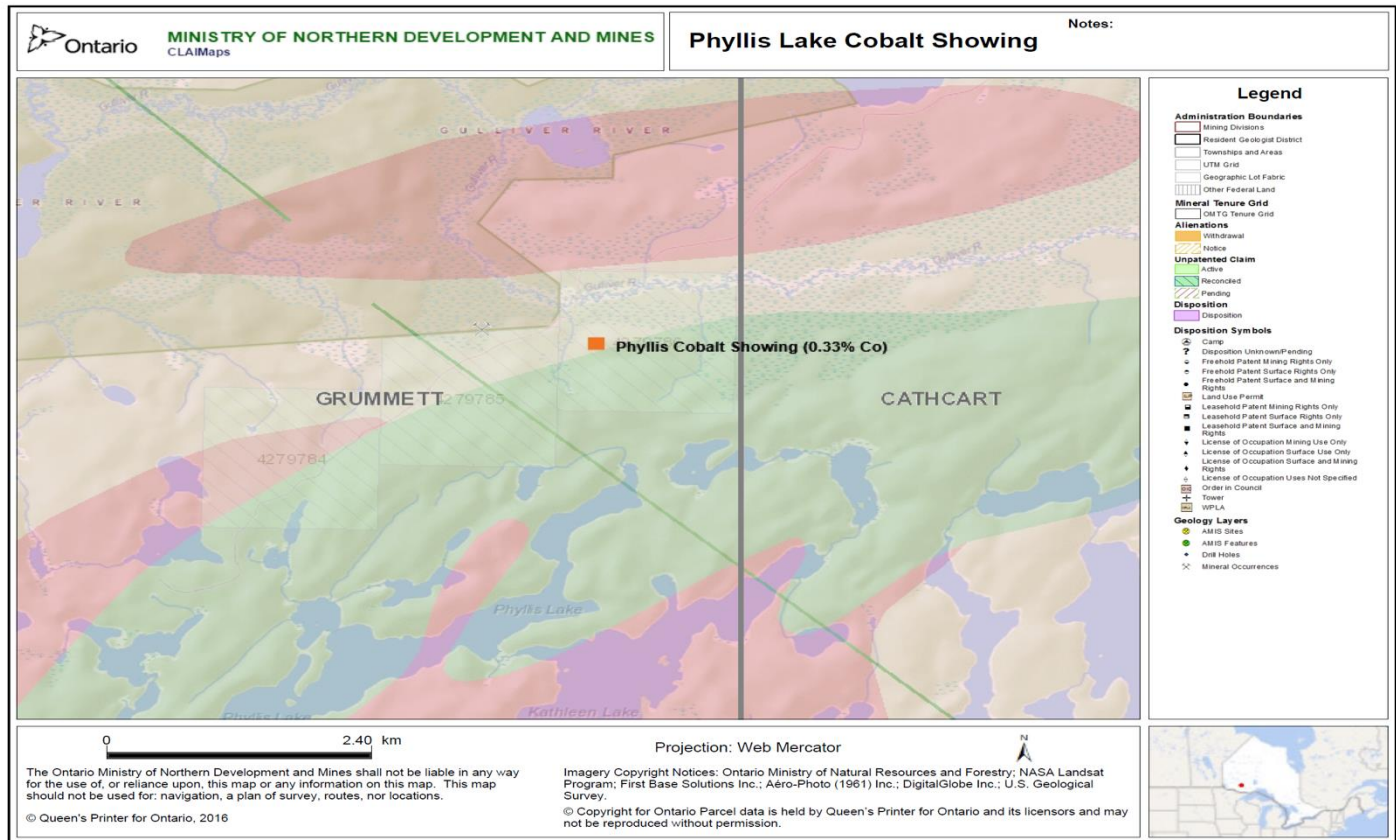 Ontario
MINISTRY OF NORTHERN DEVELOPMENT AND MINES
CLAIMaps
Phyllis Lake Cobalt Showing
Notes:
Gulliver R
GULLIVER RIVER
Gulliver R
ER RIVER
Gulliver R
Gulliver R
Phyllis Cobalt Showing (0.33% Co)
GRUMMETT
4279785
CATHCART
4279784
Phyllis Lake
Phyllis Lake
Kathleen Lake
Legend
Administration Boundaries
Mining Divisions
Resident Geologist District
Townships and Areas
UTM Grid
Geographic Lot Fabric
Other Federal Land
Mineral Tenure Grid
OMTG Tenure Grid
Alienations
Withdrawal
Notice
Unpatented Claim
Active
Reconciled
Pending
Disposition
Disposition
Disposition Symbols
Camp
? Disposition Unknown/Pending
Freehold Patent Mining Rights Only
Freehold Patent Surface Rights Only
Freehold Patent Surface and Mining
Rights
Land Use Permit
Leasehold Patent Mining Rights Only
Leasehold Patent Surface Rights Only
Leasehold Patent Surface and Mining
Rights
License of Occupation Mining Use Only
License of Occupation Surface Use Only
License of Occupation Surface and Mining
Rights
License of Occupation Uses Not Specified
Order in Council
Tower
WPLA
Geology Layers
AMIS Sites
AMIS Features
Drill Holes
Mineral Occurrences
0 2.40 km
The Ontario Ministry of Northern Development and Mines shall not be liable in any way
for the use of, or reliance upon, this map or any information on this map. This map
should not be used for: navigation, a plan of survey, routes, nor locations.
© Queen's Printer for Ontario, 2016
Projection: Web Mercator
N
Imagery Copyright Notices: Ontario Ministry of Natural Resources and Forestry; NASA Landsat
Program; First Base Solutions Inc.; Aéro-Photo (1961) Inc.; DigitalGlobe Inc.; U.S. Geological
Survey.
© Copyright for Ontario Parcel data is held by Queen's Printer for Ontario and its licensors and may
not be reproduced without permission.